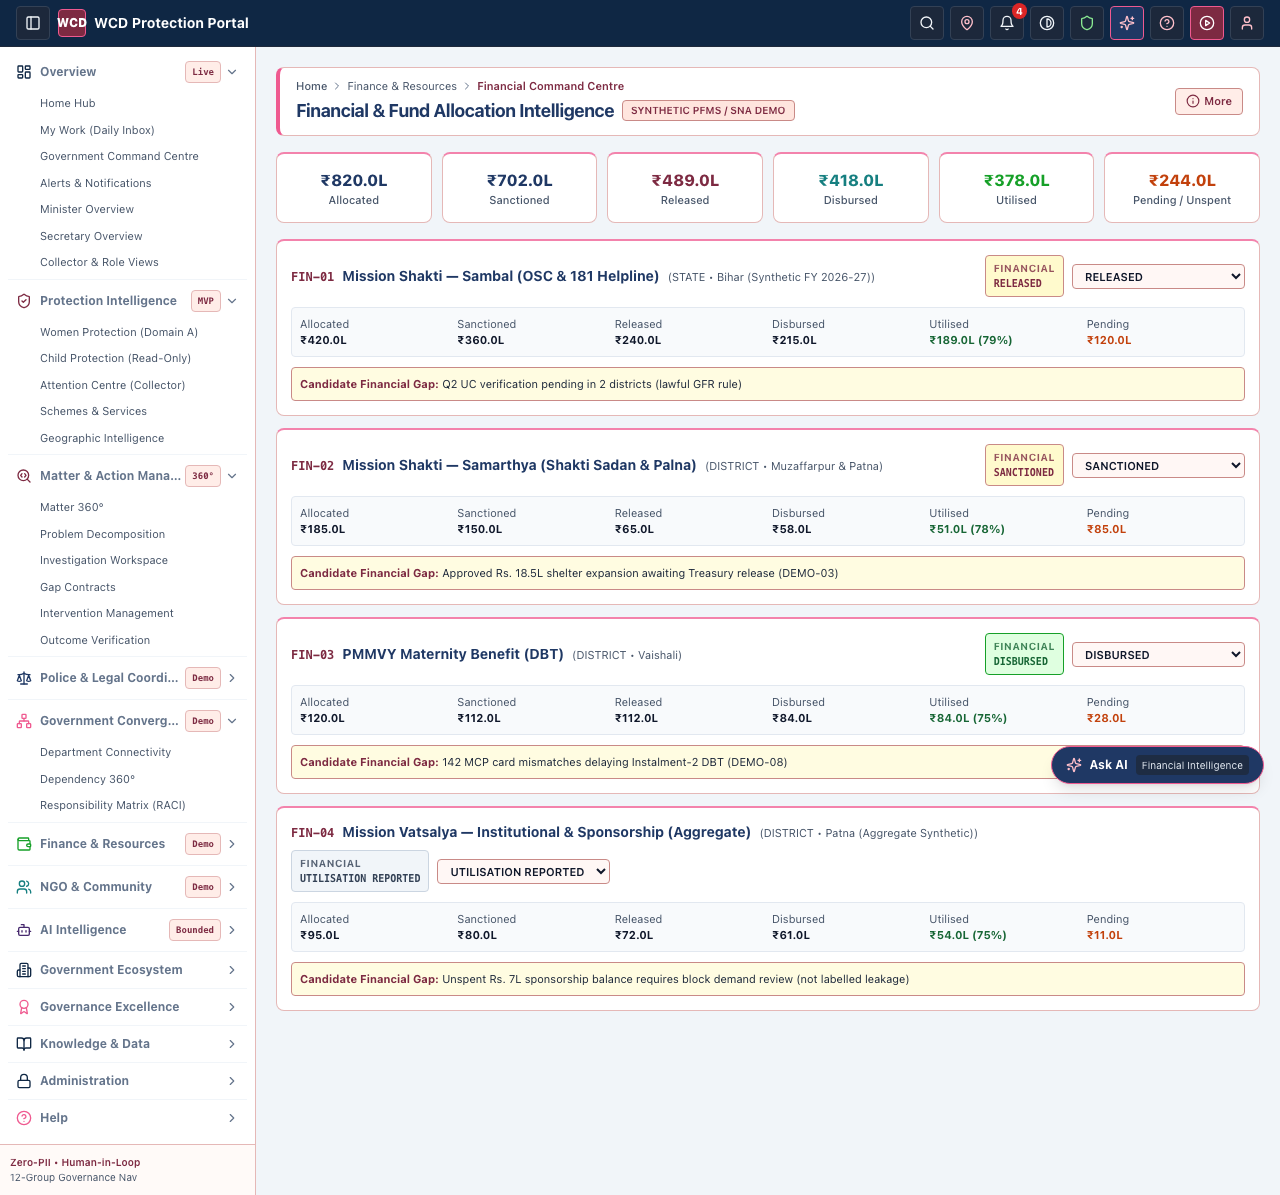 WCD WCD Protection Portal
4
Overview Live
Home Hub
My Work (Daily Inbox)
Government Command Centre
Alerts & Notifications
Minister Overview
Secretary Overview
Collector & Role Views
Protection Intelligence MVP
Women Protection (Domain A)
Child Protection (Read-Only)
Attention Centre (Collector)
Schemes & Services
Geographic Intelligence
Matter & Action Mana... 360°
Matter 360°
Problem Decomposition
Investigation Workspace
Gap Contracts
Intervention Management
Outcome Verification
Police & Legal Coordi... Demo
Government Converg... Demo
Department Connectivity
Dependency 360°
Responsibility Matrix (RACI)
Finance & Resources Demo
NGO & Community Demo
AI Intelligence Bounded
Government Ecosystem
Governance Excellence
Knowledge & Data
Administration
Help
Zero-PII • Human-in-Loop
12-Group Governance Nav
Home > Finance & Resources > Financial Command Centre
Financial & Fund Allocation Intelligence SYNTHETIC PFMS / SNA DEMO
More
₹820.0L
Allocated
₹702.0L
Sanctioned
₹489.0L
Released
₹418.0L
Disbursed
₹378.0L
Utilised
₹244.0L
Pending / Unspent
FIN-01 Mission Shakti — Sambal (OSC & 181 Helpline) (STATE • Bihar (Synthetic FY 2026-27))
FINANCIAL
RELEASED
RELEASED
Allocated Sanctioned Released Disbursed Utilised Pending
₹420.0L ₹360.0L ₹240.0L ₹215.0L ₹189.0L (79%) ₹120.0L
Candidate Financial Gap: Q2 UC verification pending in 2 districts (lawful GFR rule)
FIN-02 Mission Shakti — Samarthya (Shakti Sadan & Palna) (DISTRICT • Muzaffarpur & Patna)
FINANCIAL
SANCTIONED
SANCTIONED
Allocated Sanctioned Released Disbursed Utilised Pending
₹185.0L ₹150.0L ₹65.0L ₹58.0L ₹51.0L (78%) ₹85.0L
Candidate Financial Gap: Approved Rs. 18.5L shelter expansion awaiting Treasury release (DEMO-03)
FIN-03 PMMVY Maternity Benefit (DBT) (DISTRICT • Vaishali)
FINANCIAL
DISBURSED
DISBURSED
Allocated Sanctioned Released Disbursed Utilised Pending
₹120.0L ₹112.0L ₹112.0L ₹84.0L ₹84.0L (75%) ₹28.0L
Candidate Financial Gap: 142 MCP card mismatches delaying Instalment-2 DBT (DEMO-08)
Ask AI Financial Intelligence
FIN-04 Mission Vatsalya — Institutional & Sponsorship (Aggregate) (DISTRICT • Patna (Aggregate Synthetic))
FINANCIAL
UTILISATION REPORTED
UTILISATION REPORTED
Allocated Sanctioned Released Disbursed Utilised Pending
₹95.0L ₹80.0L ₹72.0L ₹61.0L ₹54.0L (75%) ₹11.0L
Candidate Financial Gap: Unspent Rs. 7L sponsorship balance requires block demand review (not labelled leakage)